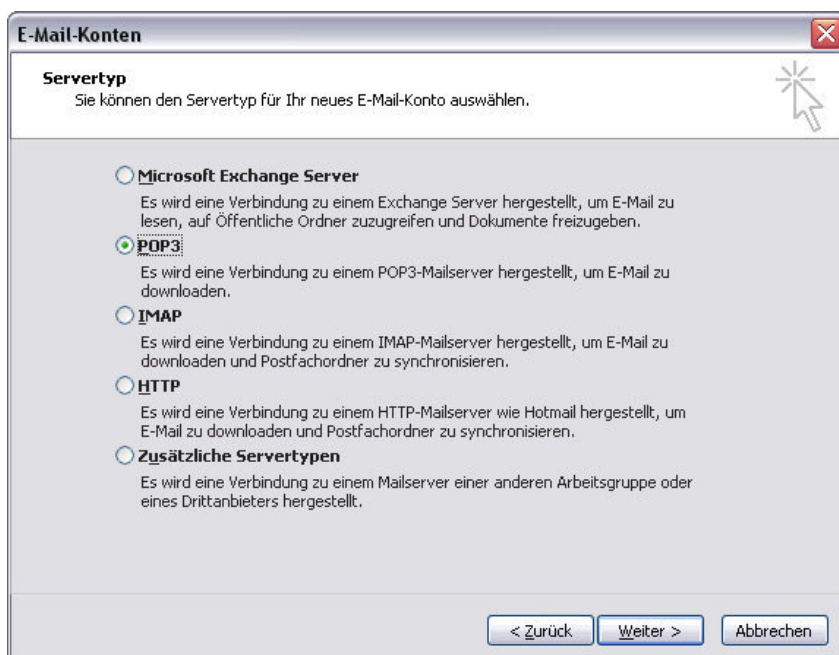 E-Mail-Konten
Servertyp
Sie können den Servertyp für Ihr neues E-Mail-Konto auswählen.
Microsoft Exchange Server
Es wird eine Verbindung zu einem Exchange Server hergestellt, um E-Mail zu
lesen, auf Öffentliche Ordner zuzugreifen und Dokumente freizugeben.
POP3
Es wird eine Verbindung zu einem POP3-Mailserver hergestellt, um E-Mail zu
downloaden.
IMAP
Es wird eine Verbindung zu einem IMAP-Mailserver hergestellt, um E-Mail zu
downloaden und Postfachordner zu synchronisieren.
HTTP
Es wird eine Verbindung zu einem HTTP-Mailserver wie Hotmail hergestellt, um
E-Mail zu downloaden und Postfachordner zu synchronisieren.
Zusätzliche Servertypen
Es wird eine Verbindung zu einem Mailserver einer anderen Arbeitsgruppe oder
eines Drittanbieters hergestellt.
< Zurück
Weiter >
Abbrechen